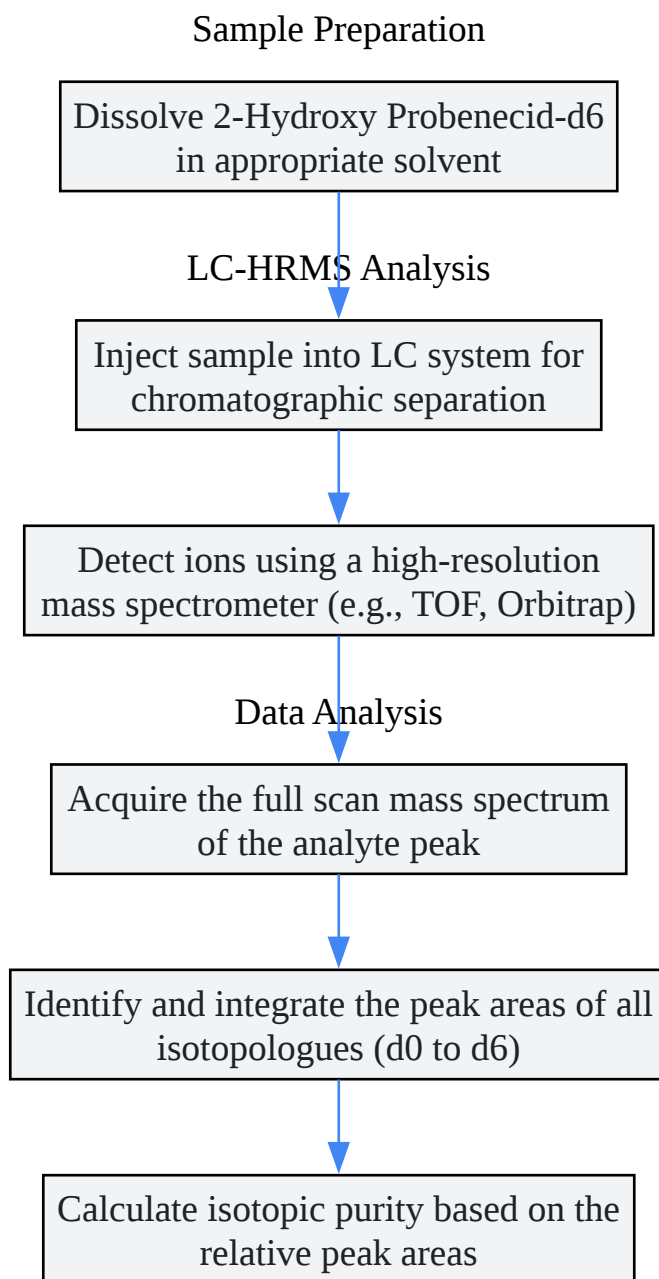 Sample Preparation
Dissolve 2-Hydroxy Probenecid-d6
in appropriate solvent
LC-HRMS Analysis
Inject sample into LC system for
chromatographic separation
Detect ions using a high-resolution
mass spectrometer (e.g., TOF, Orbitrap)
Data Analysis
Acquire the full scan mass spectrum
of the analyte peak
Identify and integrate the peak areas of all
isotopologues (d0 to d6)
Calculate isotopic purity based on the
relative peak areas